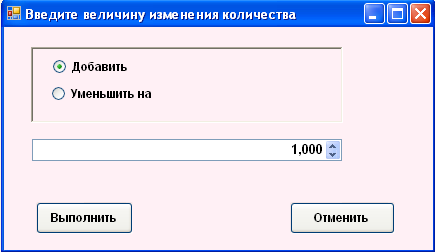 Введите величину изменения количества
Добавить
Уменьшить на
1,000
Выполнить
Отменить